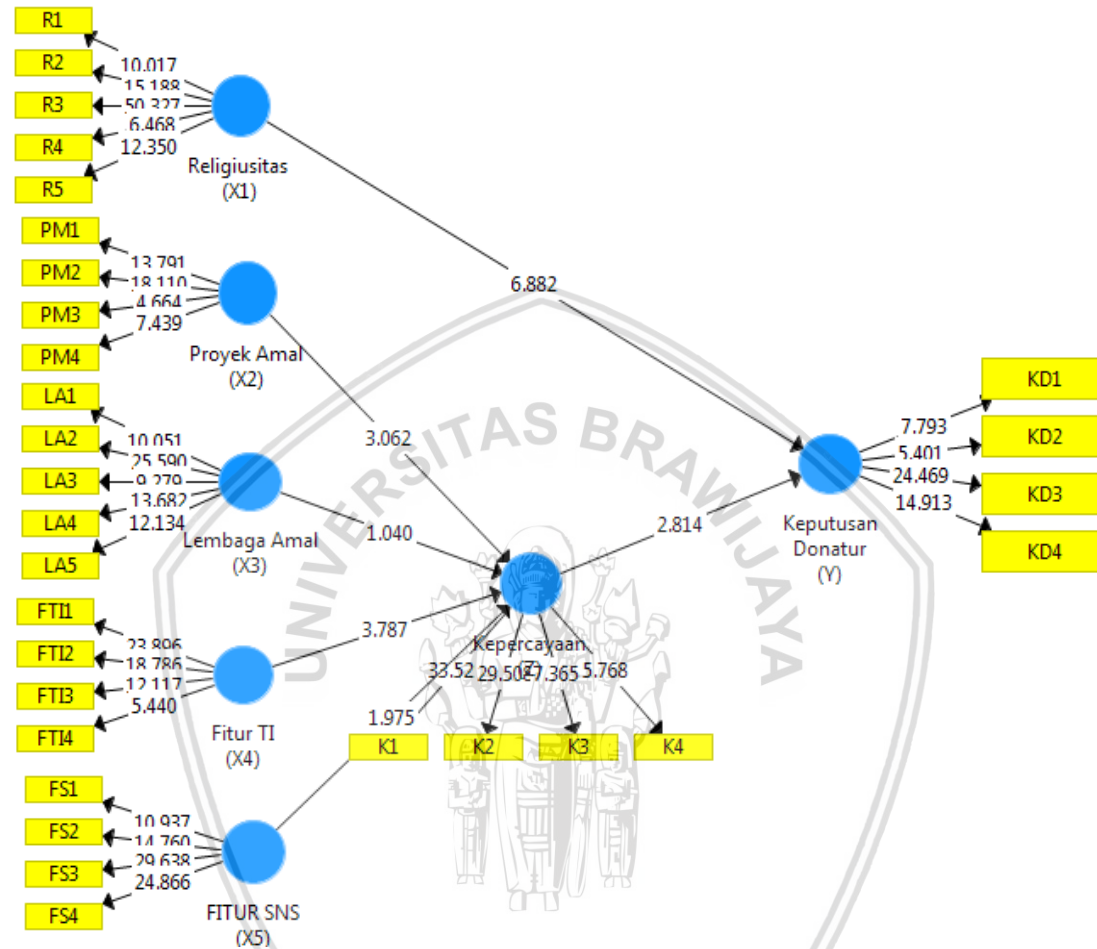 R1
R2
R3
R4
R5
10.017
15.188
50.327
6.468
12.350
Religiusitas
(X1)
6.882
PM1
PM2
PM3
PM4
13.791
18.110
4.664
7.439
Proyek Amal
(X2)
3.062
LA1
LA2
LA3
LA4
LA5
10.051
25.590
9.279
13.682
12.134
Lembaga Amal
(X3)
1.040
FTI1
FTI2
FTI3
FTI4
23.896
18.786
12.117
5.440
Fitur TI
(X4)
3.787
FS1
FS2
FS3
FS4
10.937
14.760
29.638
24.866
FITUR SNS
(X5)
1.975
Kepercayaan
(Z)
33.52
29.50
7.365
5.768
K1
K2
K3
K4
2.814
Keputusan
Donatur
(Y)
7.793
5.401
24.469
14.913
KD1
KD2
KD3
KD4
UNIVERSITAS BRAWIJAYA